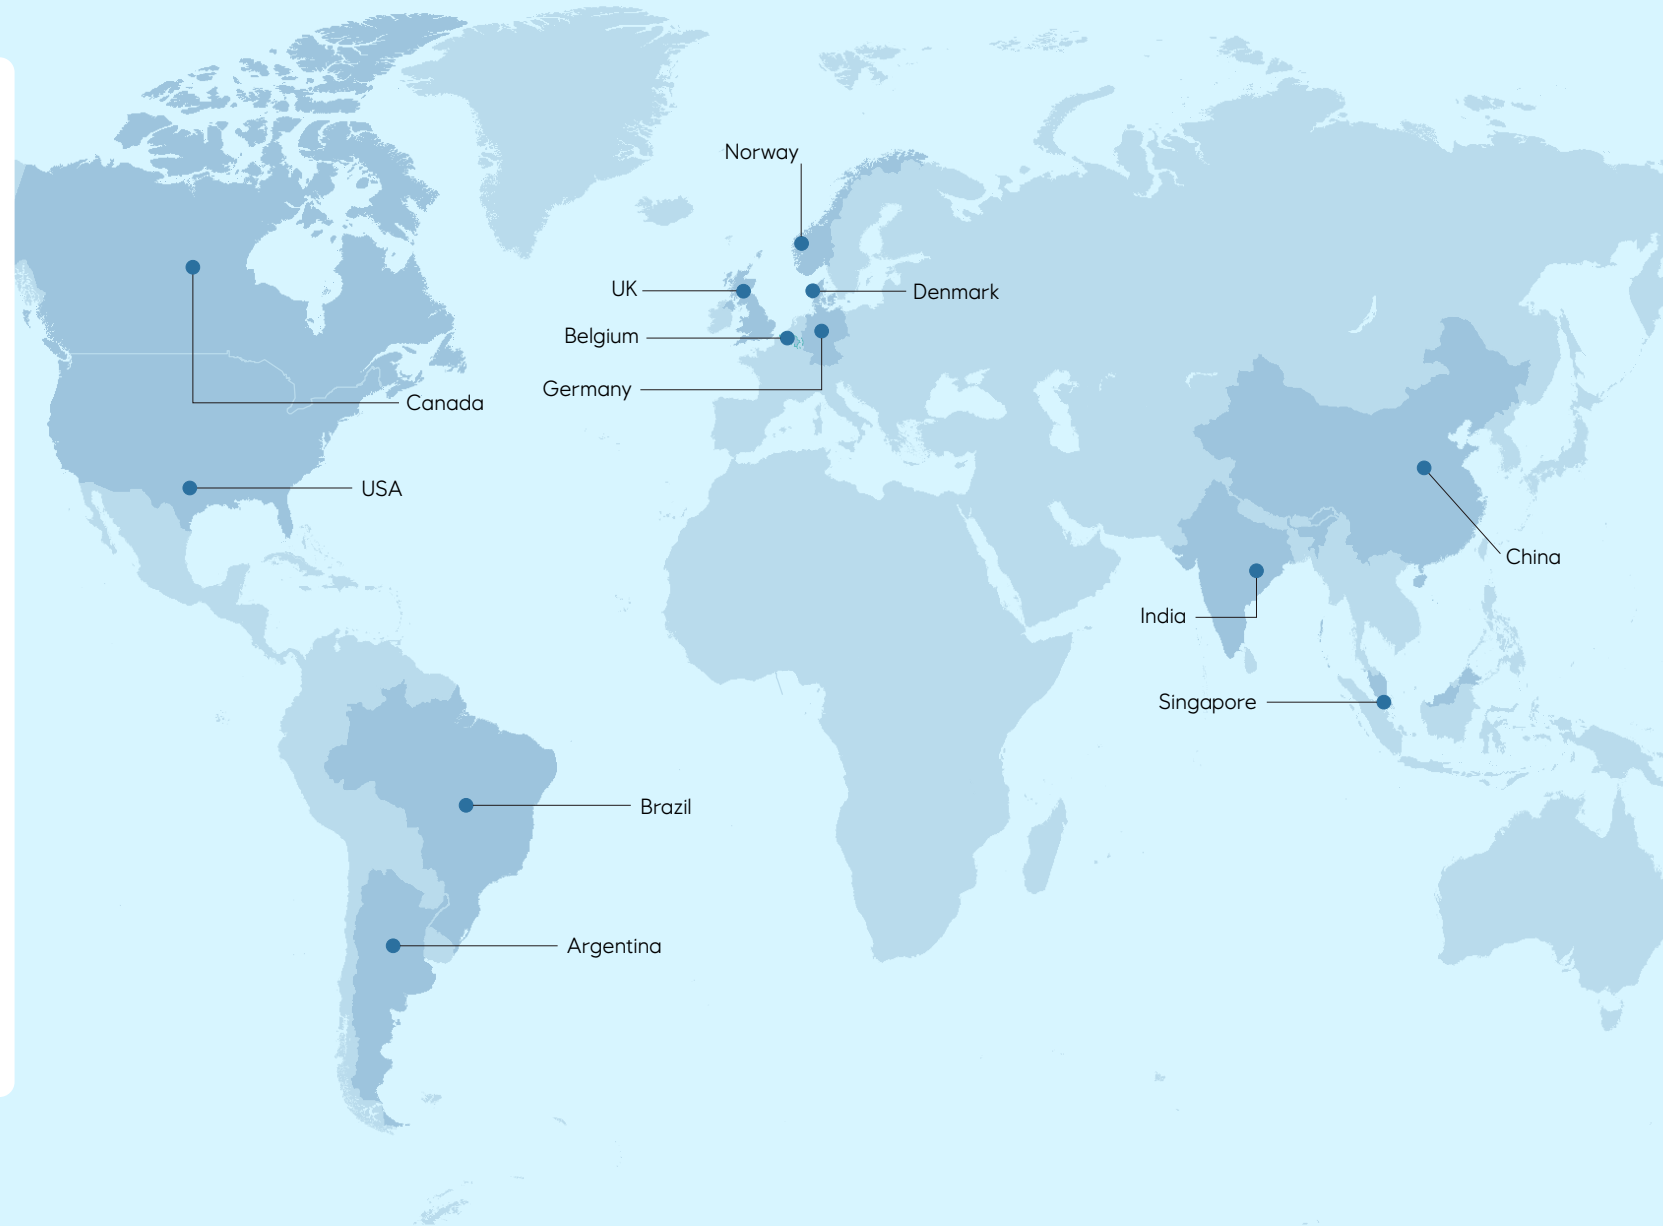 Norway
UK
Denmark
Belgium
Germany
Canada
USA
China
India
Singapore
Brazil
Argentina